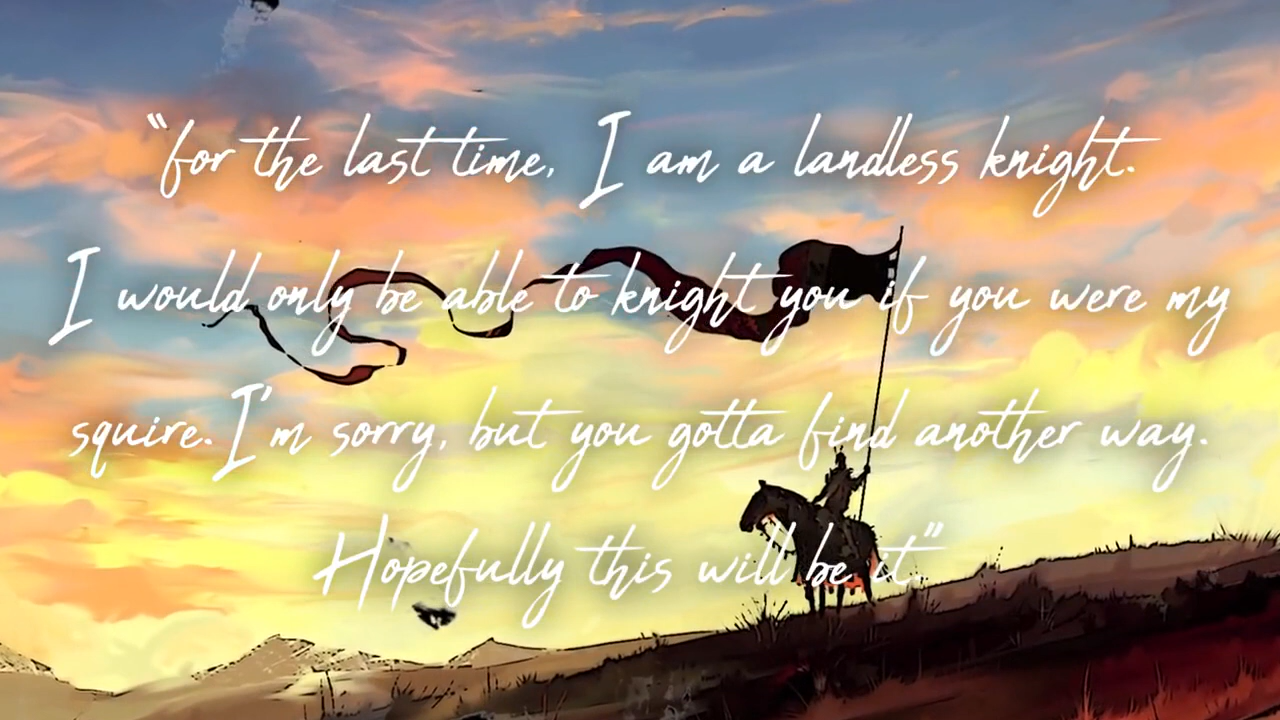 “for the last time, I am a landless knight.
I would only be able to knight you if you were my
squire. I'm sorry, but you gotta find another way.
Hopefully this will be it.”